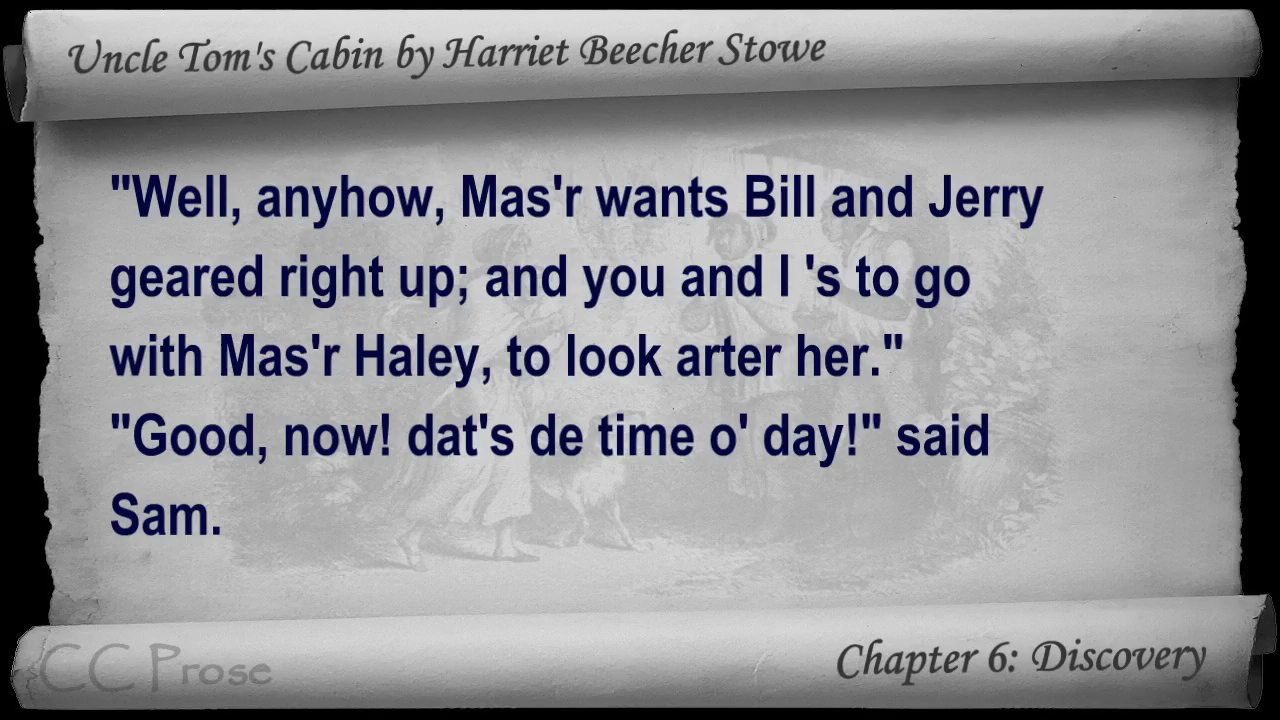 Uncle Tom's Cabin by Harriet Beecher Stowe
"Well, anyhow, Mas'r wants Bill and Jerry
geared right up; and you and I 's to go
with Mas'r Haley, to look arter her."
"Good, now! dat's de time o' day!" said
Sam.
CC Prose
Chapter 6: Discovery